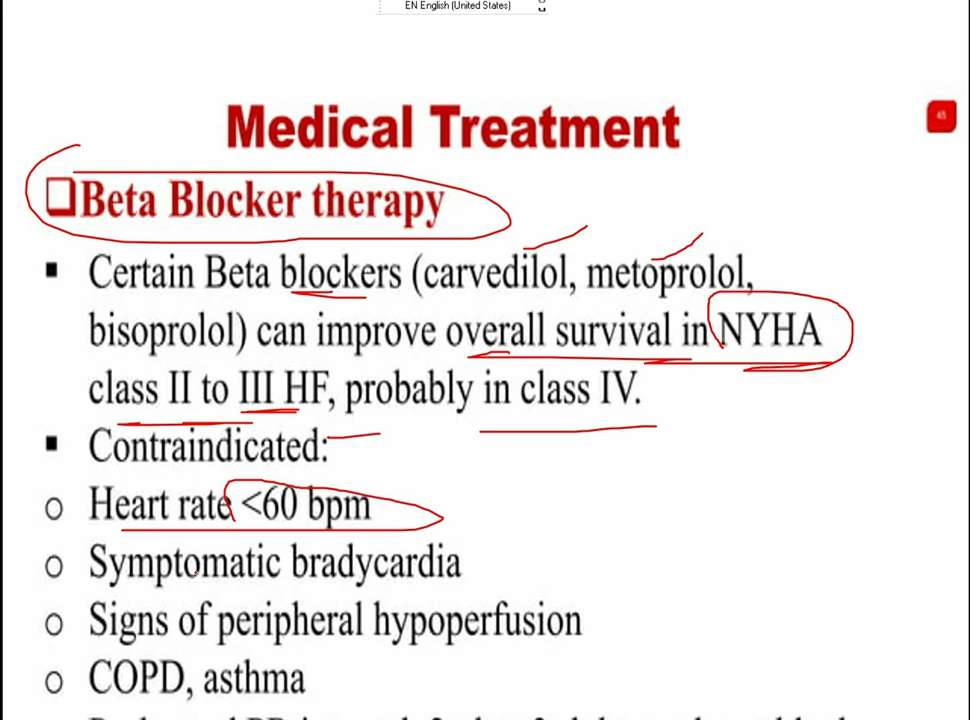 EN English (United States)
Medical Treatment
45
❑Beta Blocker therapy
▪ Certain Beta blockers (carvedilol, metoprolol,
bisoprolol) can improve overall survival in NYHA
class II to III HF, probably in class IV.
▪ Contraindicated:
o Heart rate <60 bpm
o Symptomatic bradycardia
o Signs of peripheral hypoperfusion
o COPD, asthma